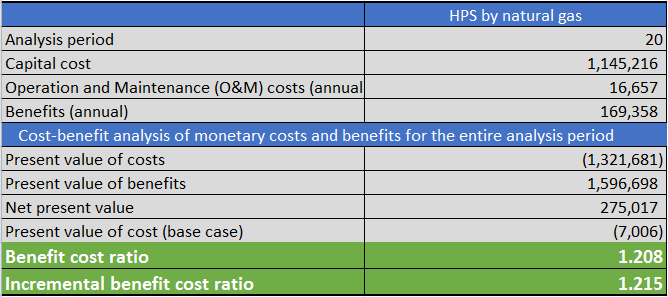 HPS by natural gas
Analysis period 20
Capital cost 1,145,216
Operation and Maintenance (O&M) costs (annual 16,657
Benefits (annual) 169,358
Cost-benefit analysis of monetary costs and benefits for the entire analysis period
Present value of costs (1,321,681)
Present value of benefits 1,596,698
Net present value 275,017
Present value of cost (base case) (7,006)
Benefit cost ratio 1.208
Incremental benefit cost ratio 1.215